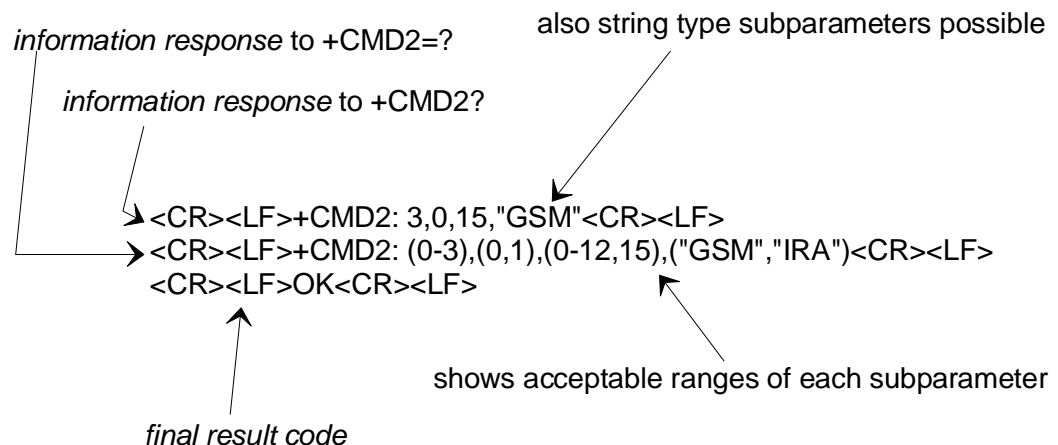 also string type subparameters possible
information response to +CMD2=?
information response to +CMD2?
<CR><LF>+CMD2: 3,0,15,"GSM"<CR><LF>
<CR><LF>+CMD2: (0-3),(0,1),(0-12,15),("GSM","IRA")<CR><LF>
<CR><LF>OK<CR><LF>
shows acceptable ranges of each subparameter
final result code